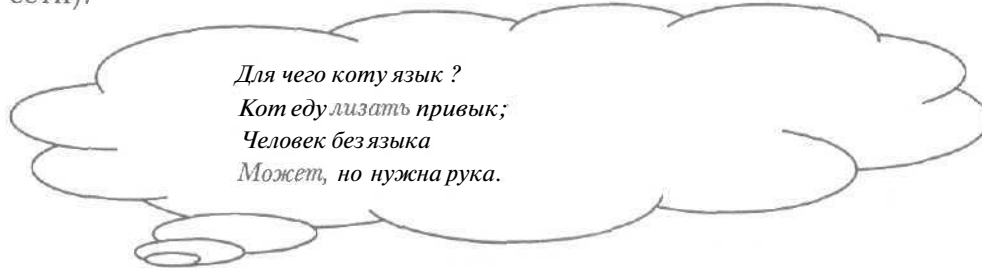 Для чего коту язык ?
Кот еду лизать привык;
Человек без языка
Может, но нужна рука.